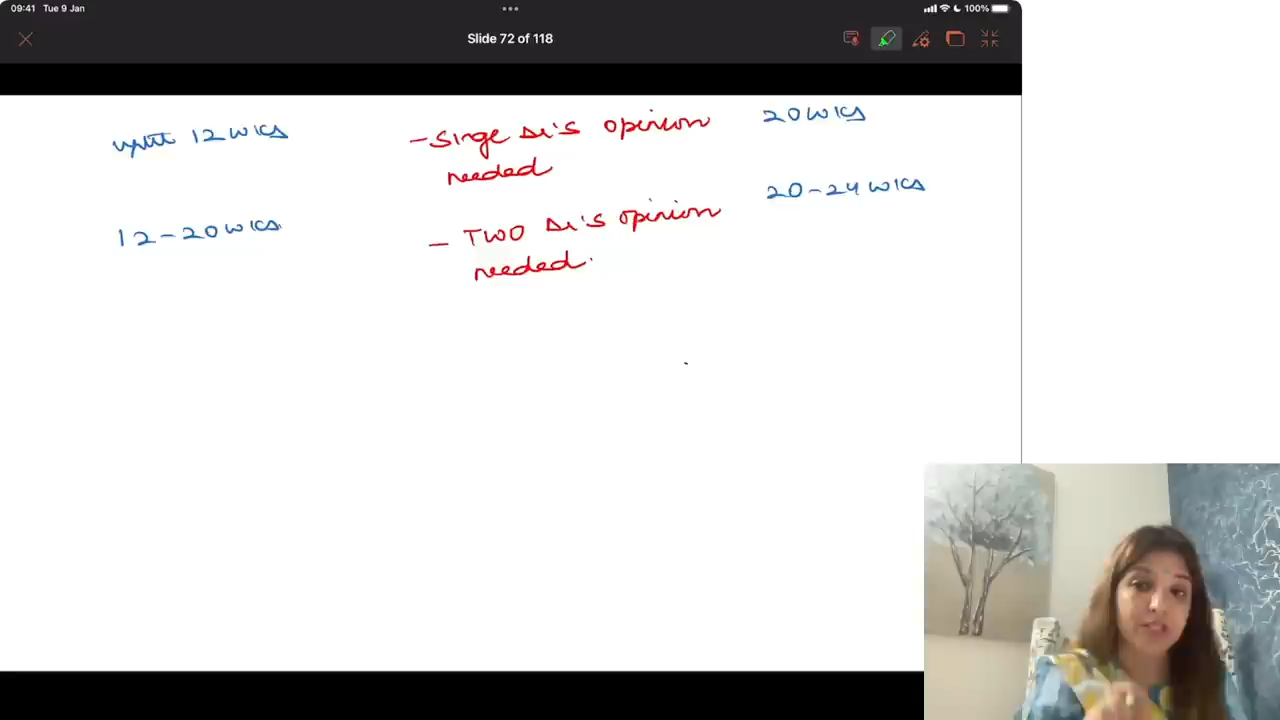 09:41 Tue 9 Jan
100%
Slide 72 of 118
upto 12 wks
- Singe Dr's opinion
needed
20 wks
12-20 wks
- TWO Dr's opinion
needed.
20-24 wks